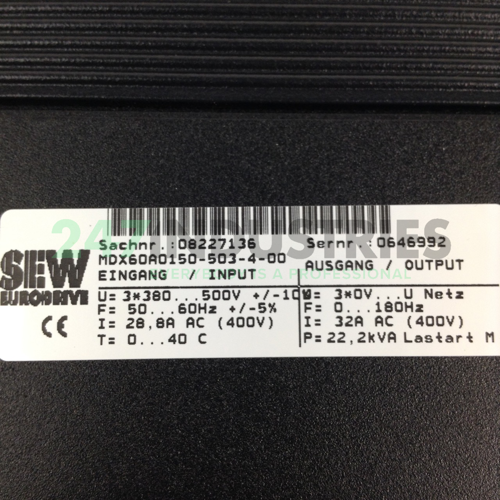 Sachnr.:08227136 Sernr.:0646992
MDX60A0150-503-4-00
EINGANG / INPUT AUSGANG / OUTPUT
SEW
EURODRIVE
U= 3*380...500V +/-10% U= 3*0V...U Netz
F= 50...60Hz +/-5% F= 0...180Hz
I= 28,8A AC (400V) I= 32A AC (400V)
T= 0...40 C P= 22,2kVA Lastart M
CE
247 INDUSTRIES